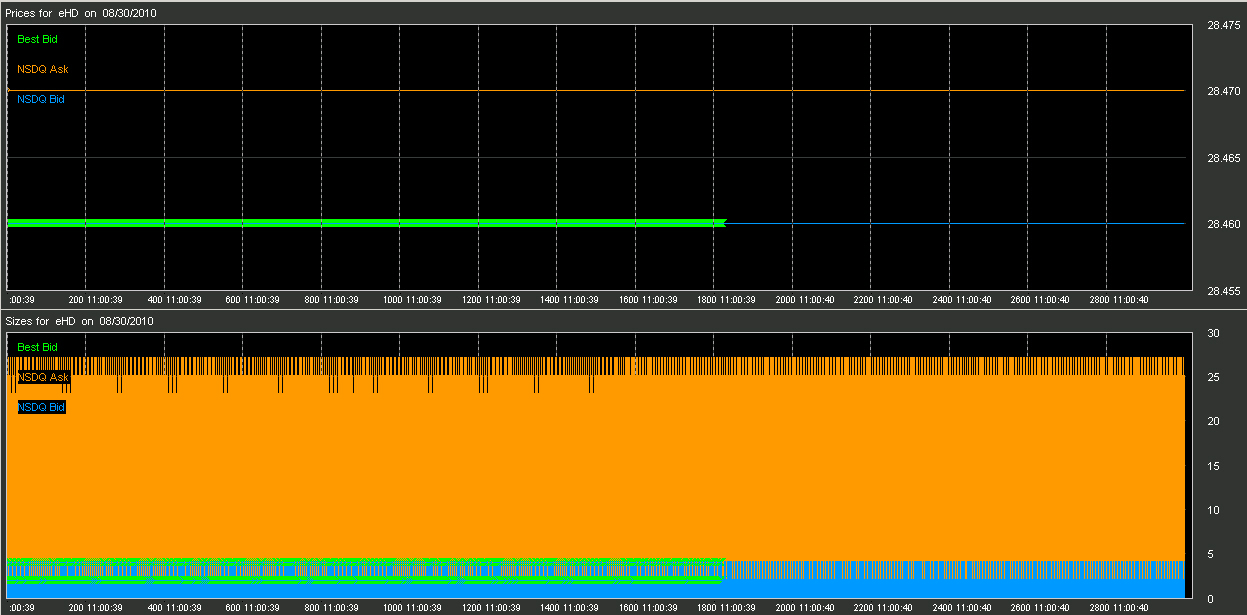 Prices for eHD on 08/30/2010
Best Bid
NSDQ Ask
NSDQ Bid
28.475
28.470
28.465
28.460
28.455
:00:39 200 11:00:39 400 11:00:39 600 11:00:39 800 11:00:39 1000 11:00:39 1200 11:00:39 1400 11:00:39 1600 11:00:39 1800 11:00:39 2000 11:00:40 2200 11:00:40 2400 11:00:40 2600 11:00:40 2800 11:00:40
Sizes for eHD on 08/30/2010
Best Bid
NSDQ Ask
NSDQ Bid
30
25
20
15
10
5
0
:00:39 200 11:00:39 400 11:00:39 600 11:00:39 800 11:00:39 1000 11:00:39 1200 11:00:39 1400 11:00:39 1600 11:00:39 1800 11:00:39 2000 11:00:40 2200 11:00:40 2400 11:00:40 2600 11:00:40 2800 11:00:40